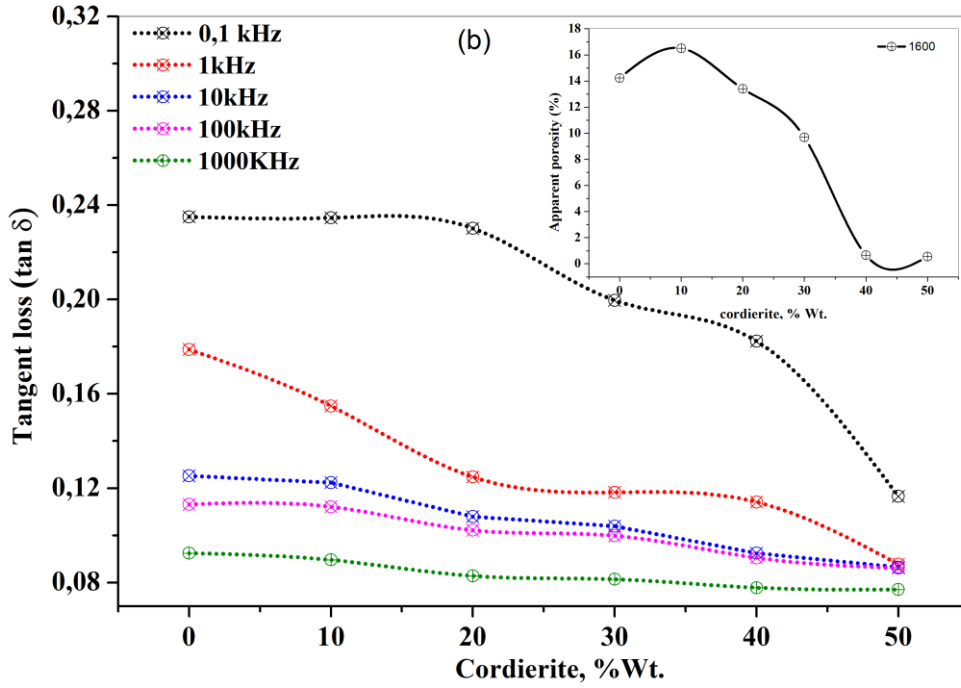 (b)
0,1 kHz
1kHz
10kHz
100kHz
1000KHz
Tangent loss (tan δ)
0,32
0,28
0,24
0,20
0,16
0,12
0,08
0 10 20 30 40 50
Cordierite, %Wt.
1600
Apparent porosity (%)
18
16
14
12
10
8
6
4
2
0
0 10 20 30 40 50
cordierite, % Wt.